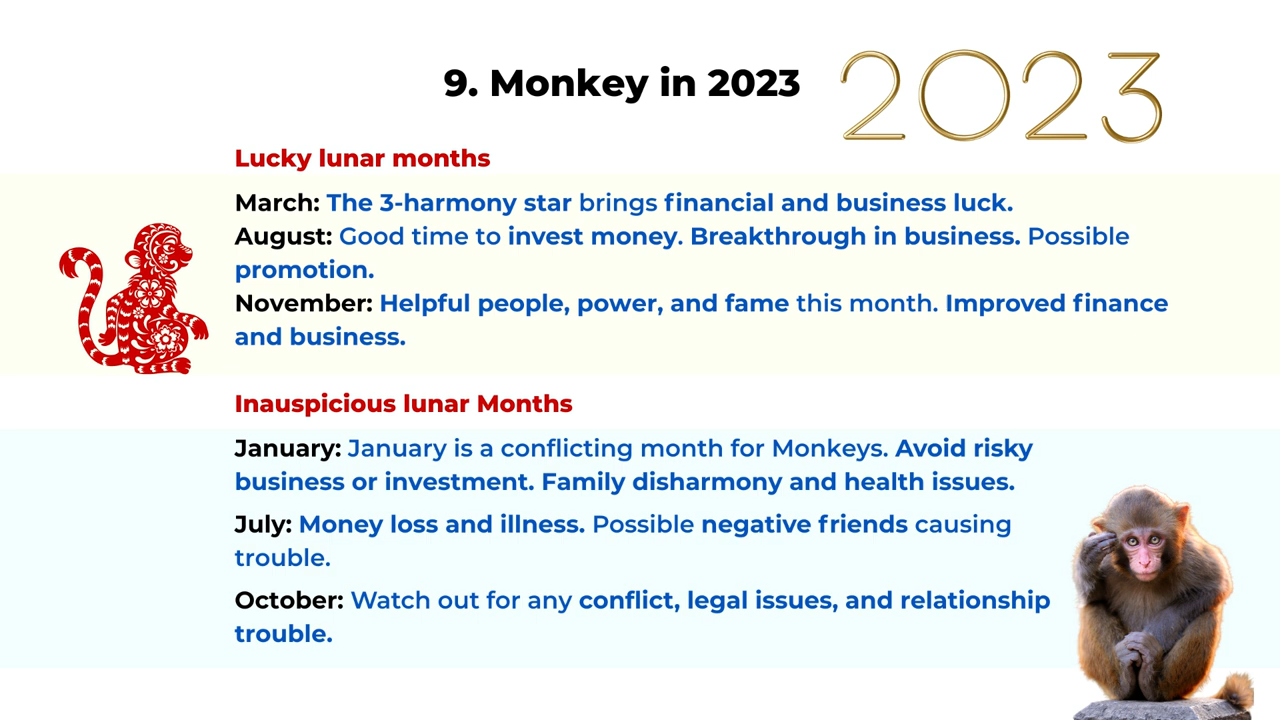 9. Monkey in 2023
2023
Lucky lunar months
March: The 3-harmony star brings financial and business luck.
August: Good time to invest money. Breakthrough in business. Possible
promotion.
November: Helpful people, power, and fame this month. Improved finance
and business.
Inauspicious lunar Months
January: January is a conflicting month for Monkeys. Avoid risky
business or investment. Family disharmony and health issues.
July: Money loss and illness. Possible negative friends causing
trouble.
October: Watch out for any conflict, legal issues, and relationship
trouble.